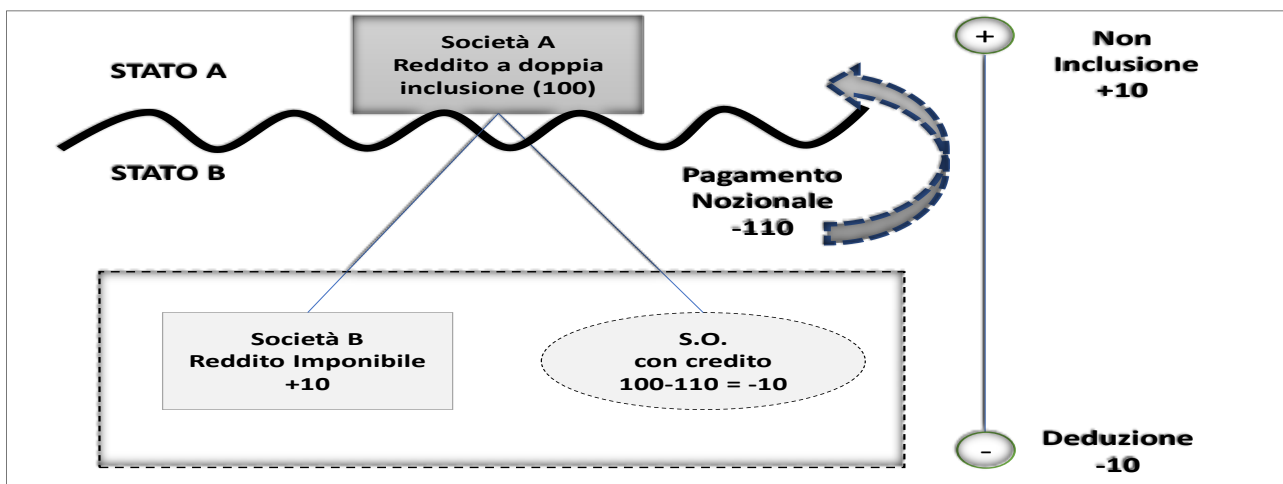 STATO A
Società A
Reddito a doppia
inclusione (100)
+
Non
Inclusione
+10
STATO B
Pagamento
Nozionale
-110
Società B
Reddito Imponibile
+10
S.O.
con credito
100-110 = -10
-
Deduzione
-10